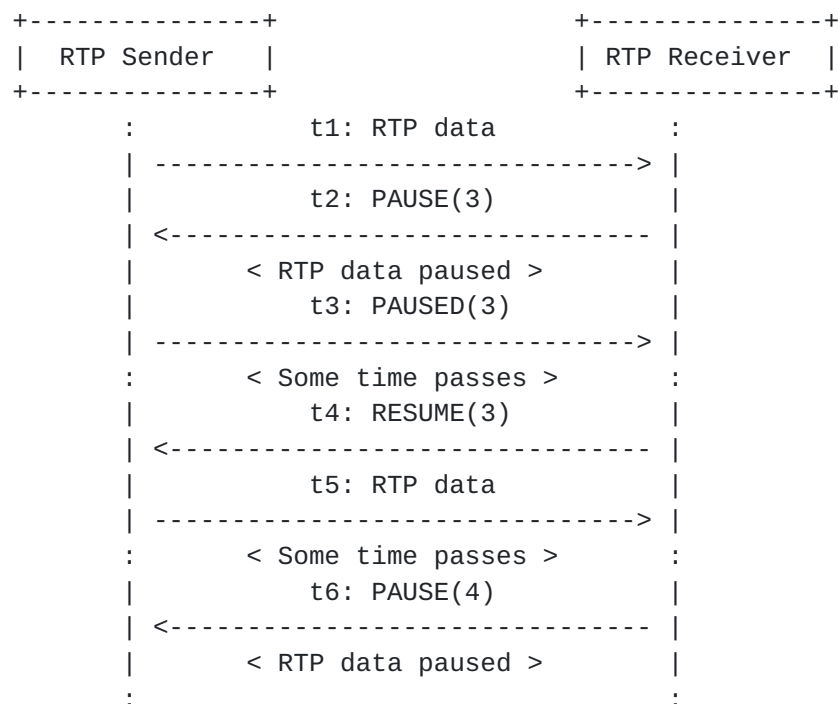 +---------------+ +---------------+
| RTP Sender | | RTP Receiver |
+---------------+ +---------------+
: t1: RTP data :
| -------------------------------> |
| t2: PAUSE(3) |
| <------------------------------- |
| < RTP data paused > |
| t3: PAUSED(3) |
| -------------------------------> |
: < Some time passes > :
| t4: RESUME(3) |
| <------------------------------- |
| t5: RTP data |
| -------------------------------> |
: < Some time passes > :
| t6: PAUSE(4) |
| <------------------------------- |
| < RTP data paused > |
: :